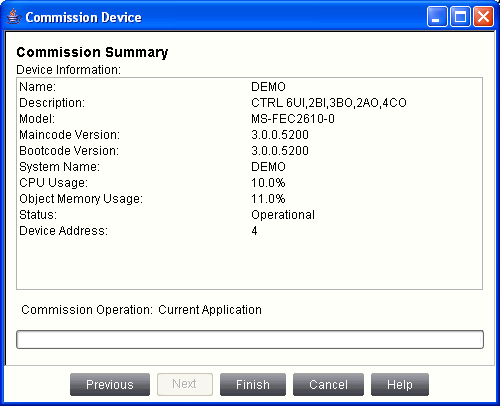 Commission Device
Commission Summary
Device Information:
Name: DEMO
Description: CTRL 6UI,2BI,3BO,2AO,4CO
Model: MS-FEC2610-0
Maincode Version: 3.0.0.5200
Bootcode Version: 3.0.0.5200
System Name: DEMO
CPU Usage: 10.0%
Object Memory Usage: 11.0%
Status: Operational
Device Address: 4
Commission Operation: Current Application
Previous Next Finish Cancel Help